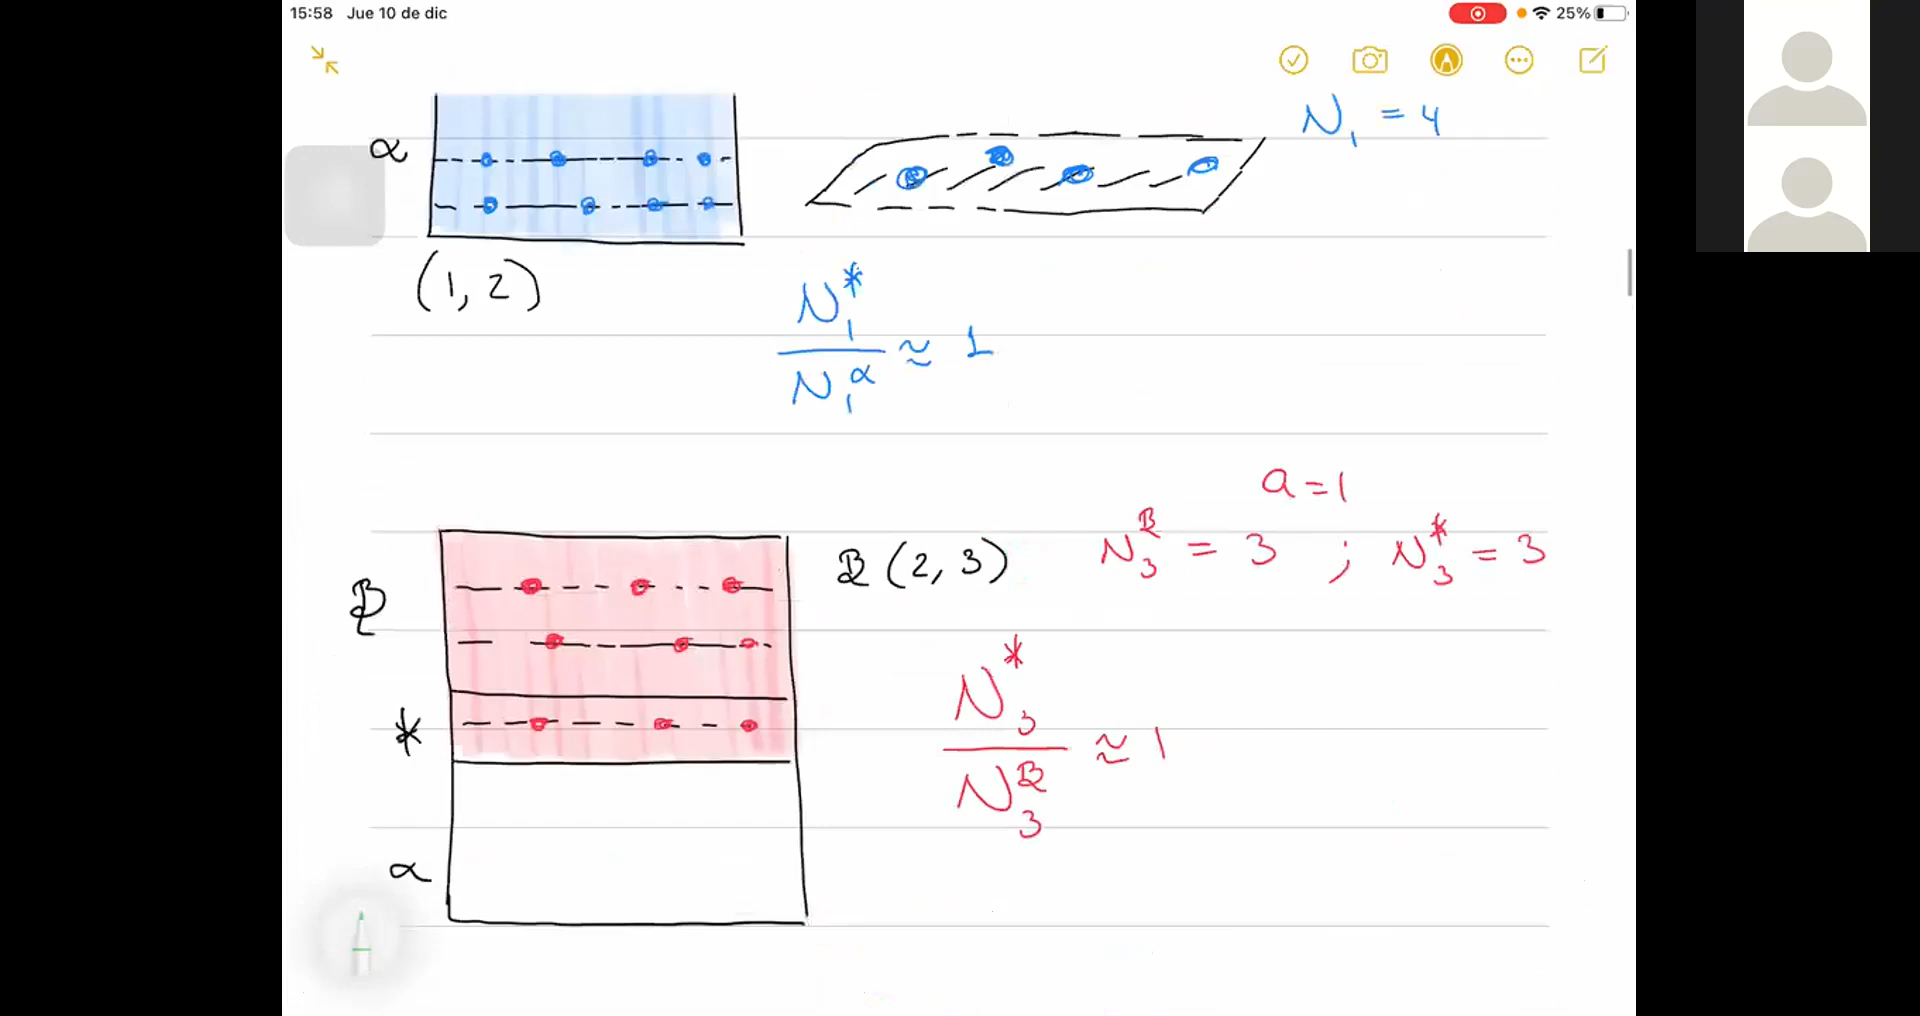 15:58 Jue 10 de dic 25%
N₁ = 4
α
(1, 2)
N₁* / N₁^α ≈ 1
a = 1
β (2, 3) N₃^β = 3 ; N₃* = 3
β
N₃* / N₃^β ≈ 1
*
α